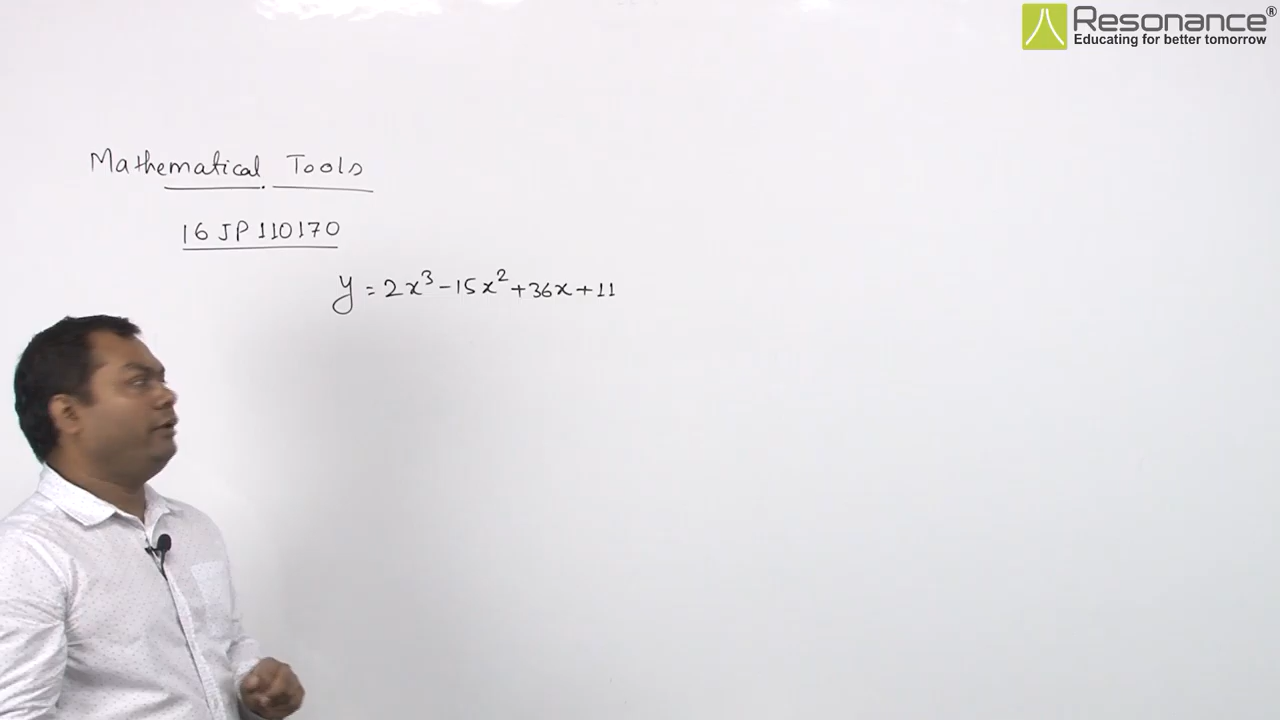 Resonance®
Educating for better tomorrow
Mathematical Tools
16 JP 110170
y = 2x³ - 15x² + 36x + 11